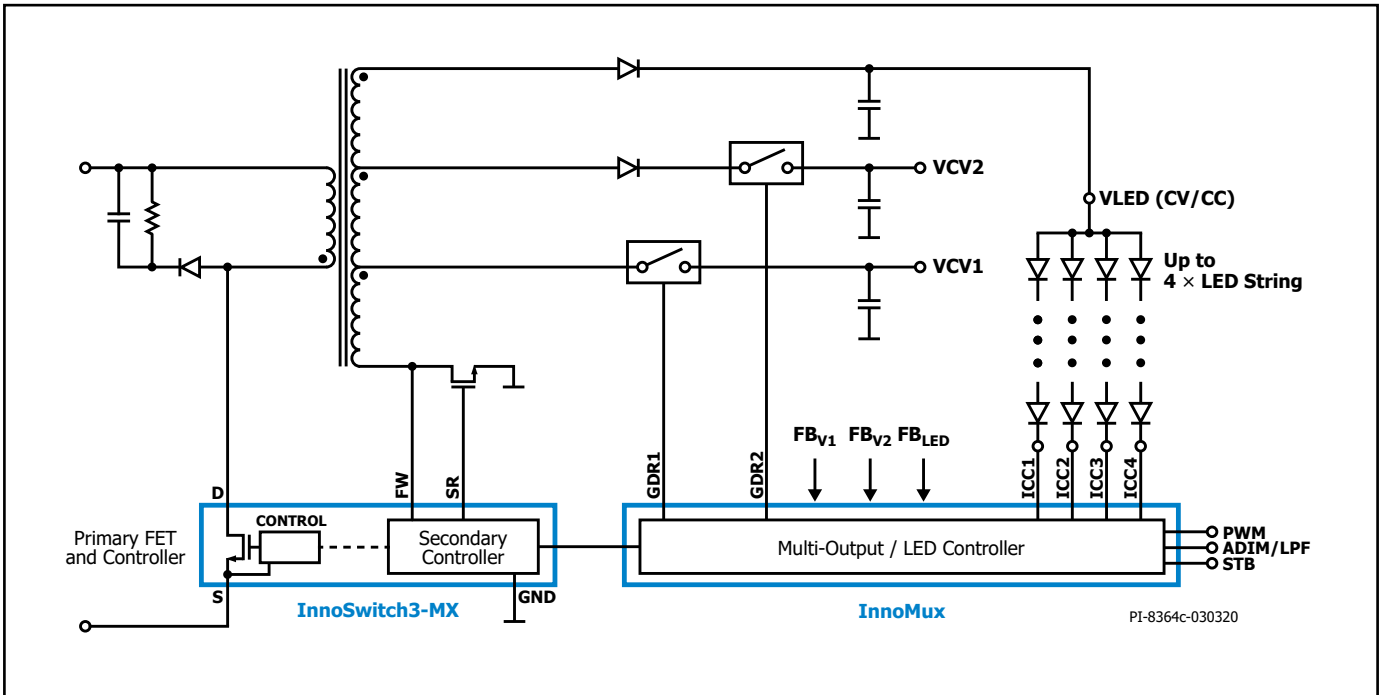 VCV2
VLED (CV/CC)
VCV1
Up to
4 × LED String
FBV1 FBV2 FBLED
D
FW
SR
GDR1
GDR2
ICC1
ICC2
ICC3
ICC4
Primary FET
and Controller
CONTROL
Secondary
Controller
Multi-Output / LED Controller
PWM
ADIM/LPF
STB
S
GND
InnoSwitch3-MX
InnoMux
PI-8364c-030320